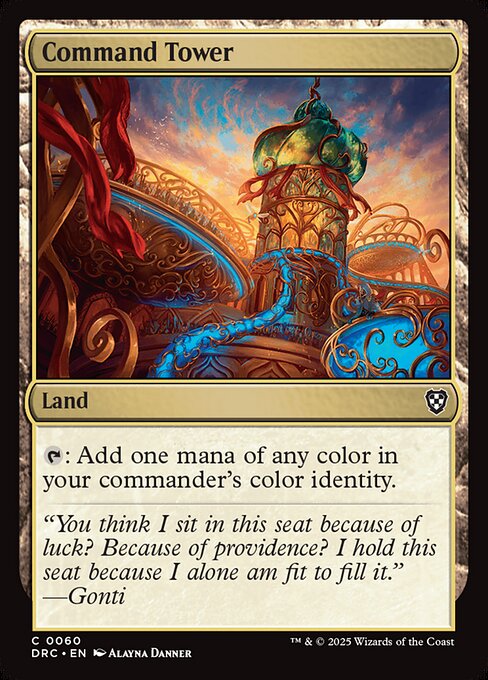 Command Tower
Land
: Add one mana of any color in
your commander’s color identity.
“You think I sit in this seat because of
luck? Because of providence? I hold this
seat because I alone am fit to fill it.”
—Gonti
C 0060
DRC • EN Alayna Danner
™ & © 2025 Wizards of the Coast